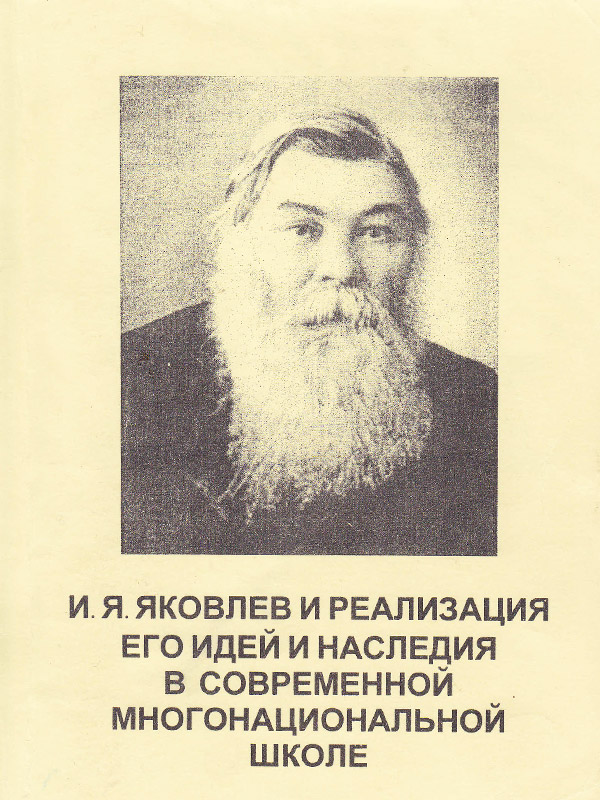 И. Я. ЯКОВЛЕВ И РЕАЛИЗАЦИЯ
ЕГО ИДЕЙ И НАСЛЕДИЯ
В СОВРЕМЕННОЙ
МНОГОНАЦИОНАЛЬНОЙ
ШКОЛЕ